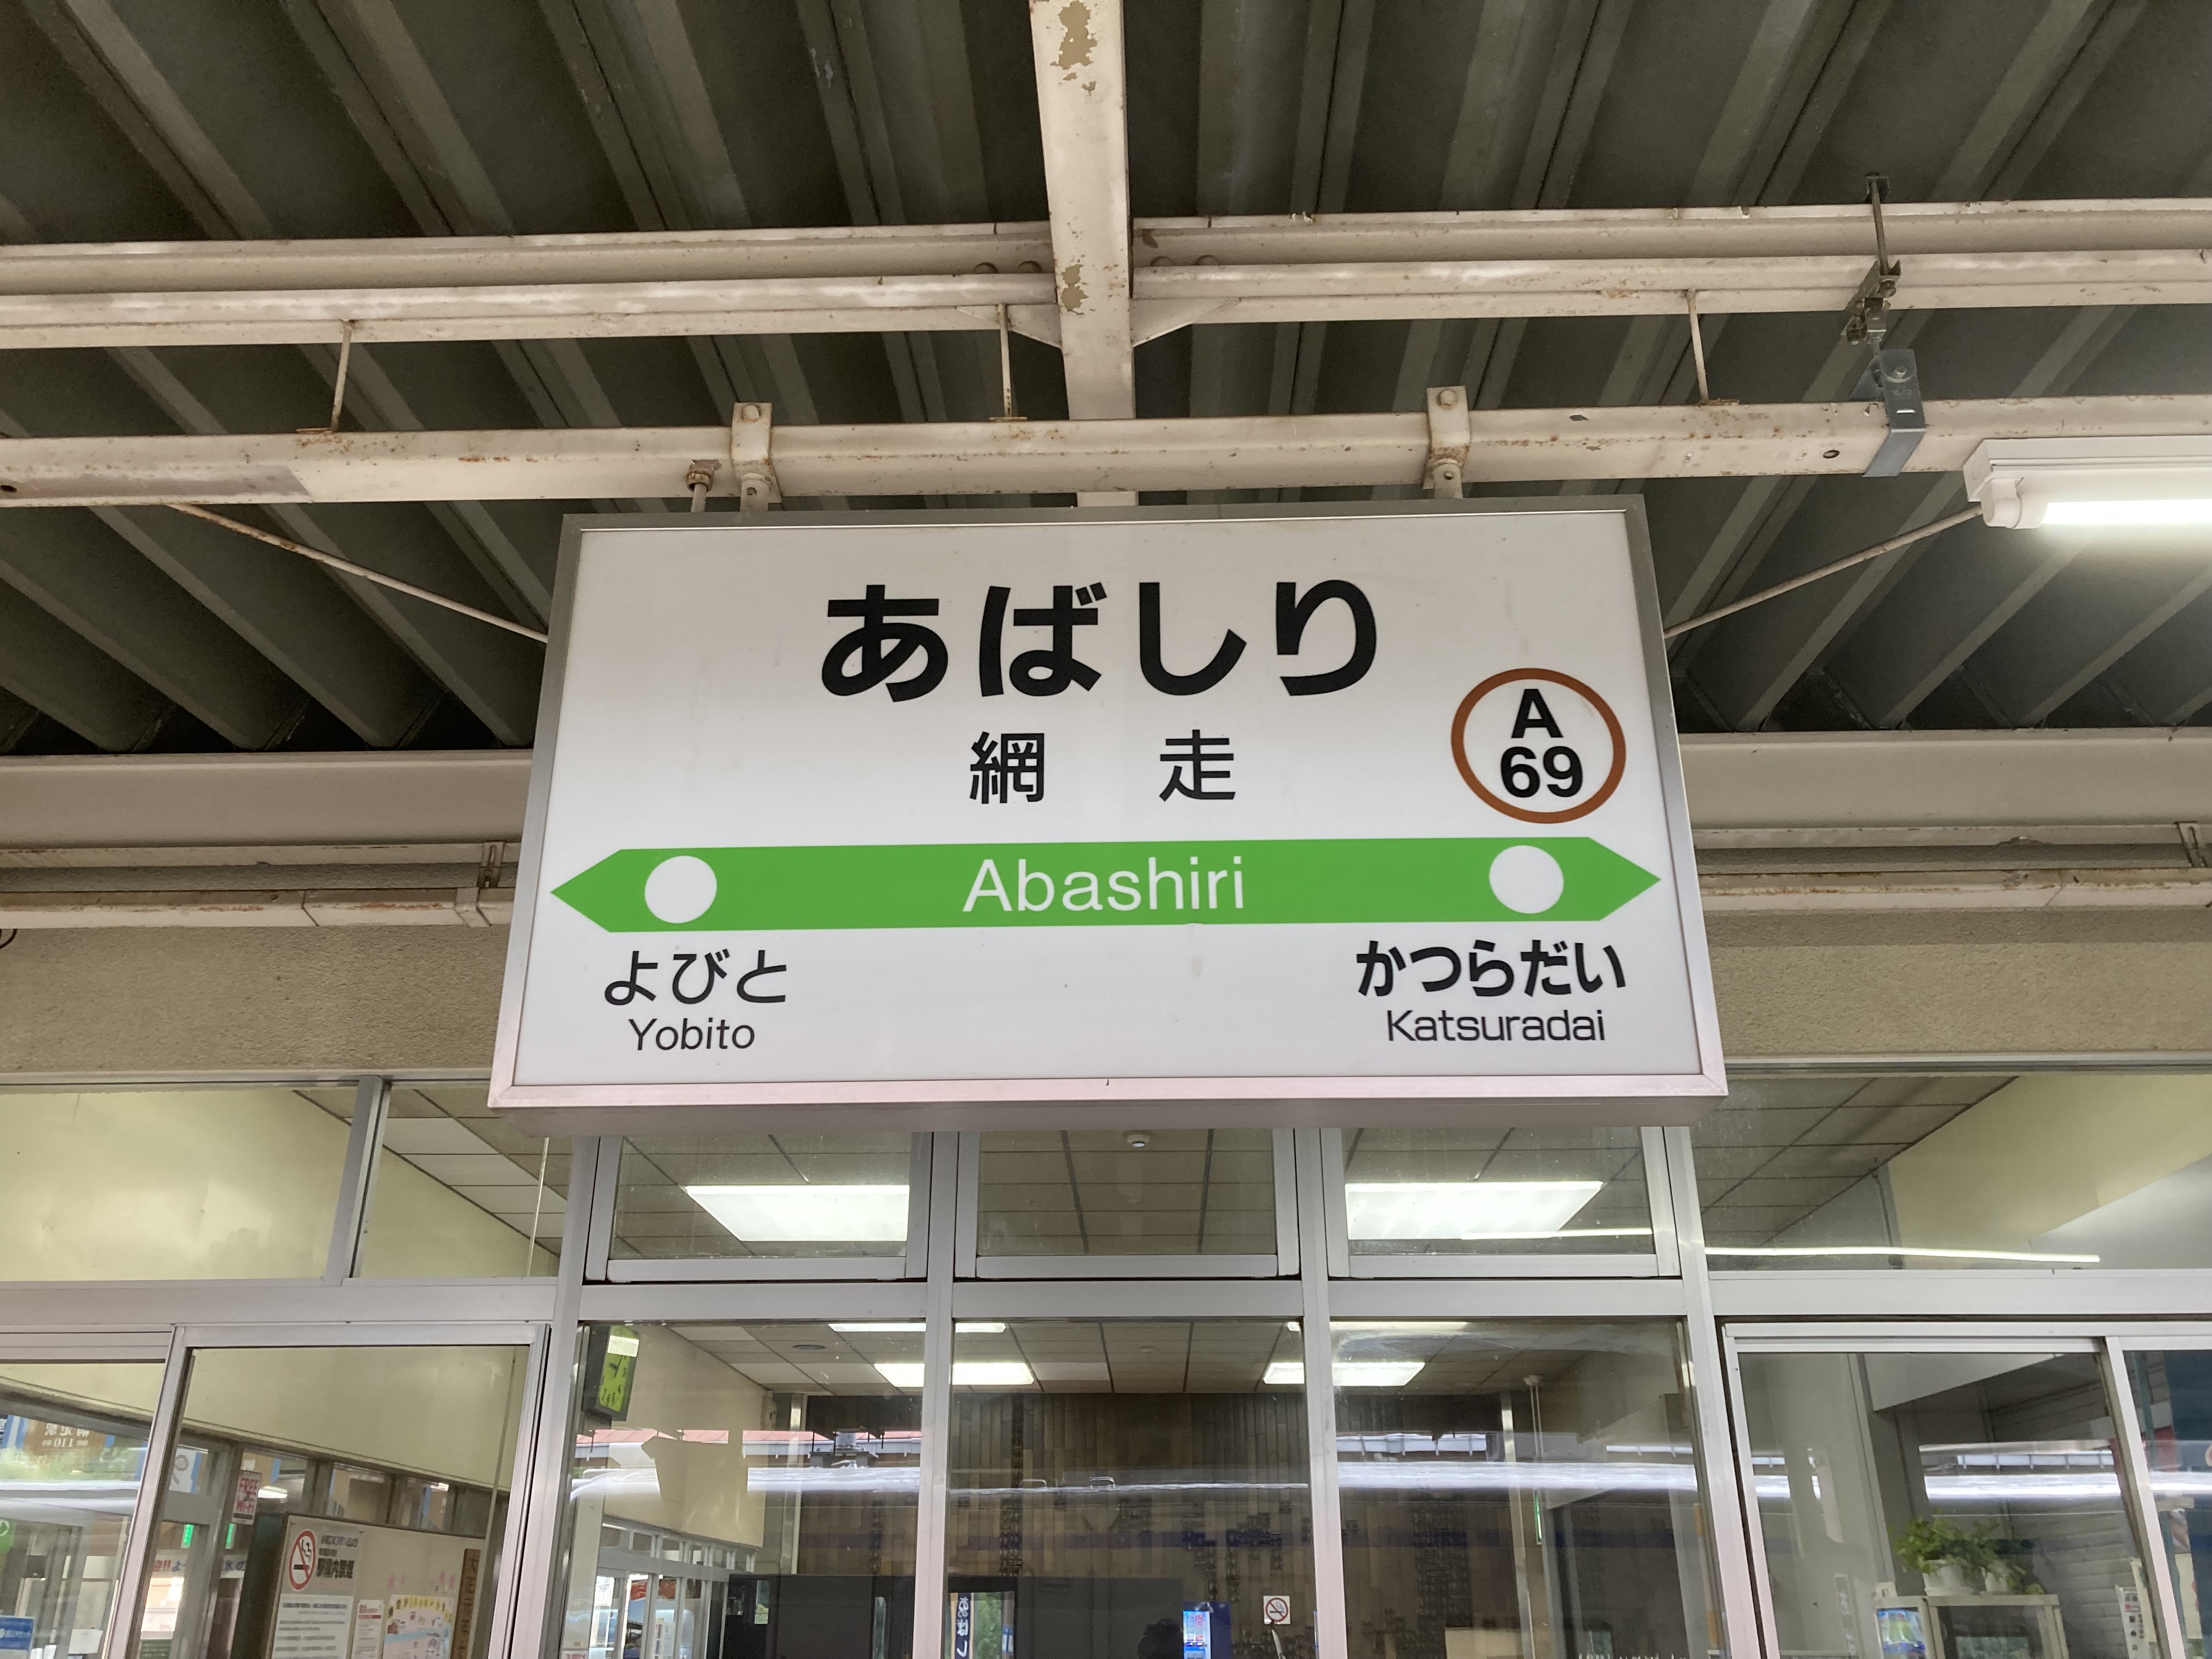 あばしり
網走
A
69
Abashiri
よびと
Yobito
かつらだい
Katsuradai